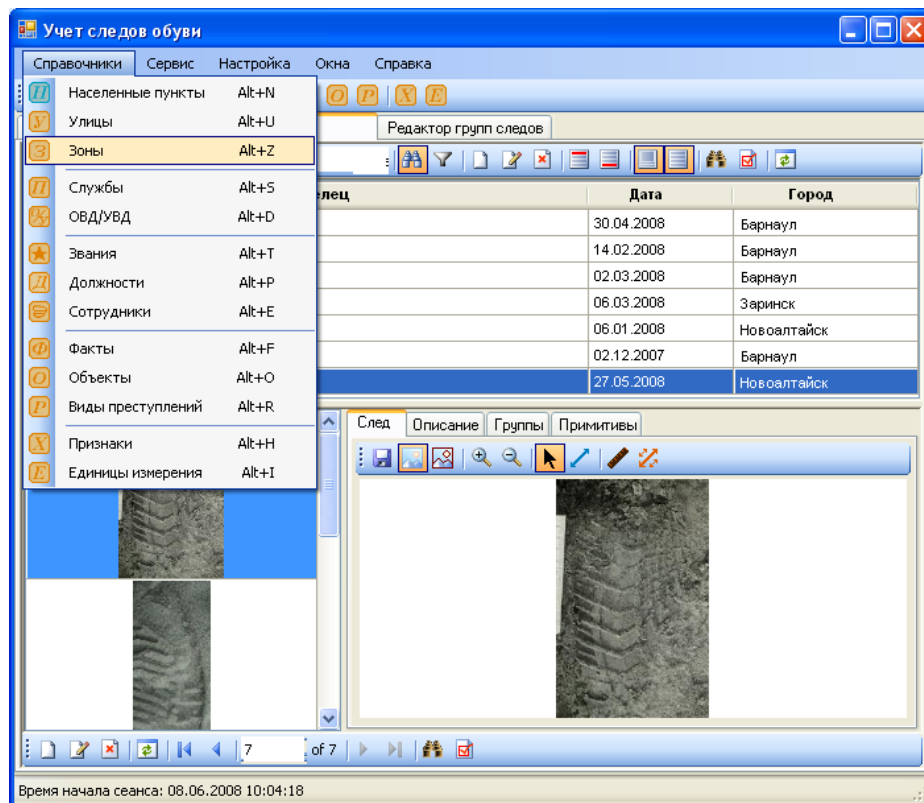 Учет следов обуви
Справочники Сервис Настройка Окна Справка
Населенные пункты Alt+N
Улицы Alt+U
Зоны Alt+Z
Службы Alt+S
ОВД/УВД Alt+D
Звания Alt+T
Должности Alt+P
Сотрудники Alt+E
Факты Alt+F
Объекты Alt+O
Виды преступлений Alt+R
Признаки Alt+H
Единицы измерения Alt+I
Редактор групп следов
елец Дата Город
30.04.2008 Барнаул
14.02.2008 Барнаул
02.03.2008 Барнаул
06.03.2008 Заринск
06.01.2008 Новоалтайск
02.12.2007 Барнаул
27.05.2008 Новоалтайск
След Описание Группы Примитивы
7 of 7
Время начала сеанса: 08.06.2008 10:04:18